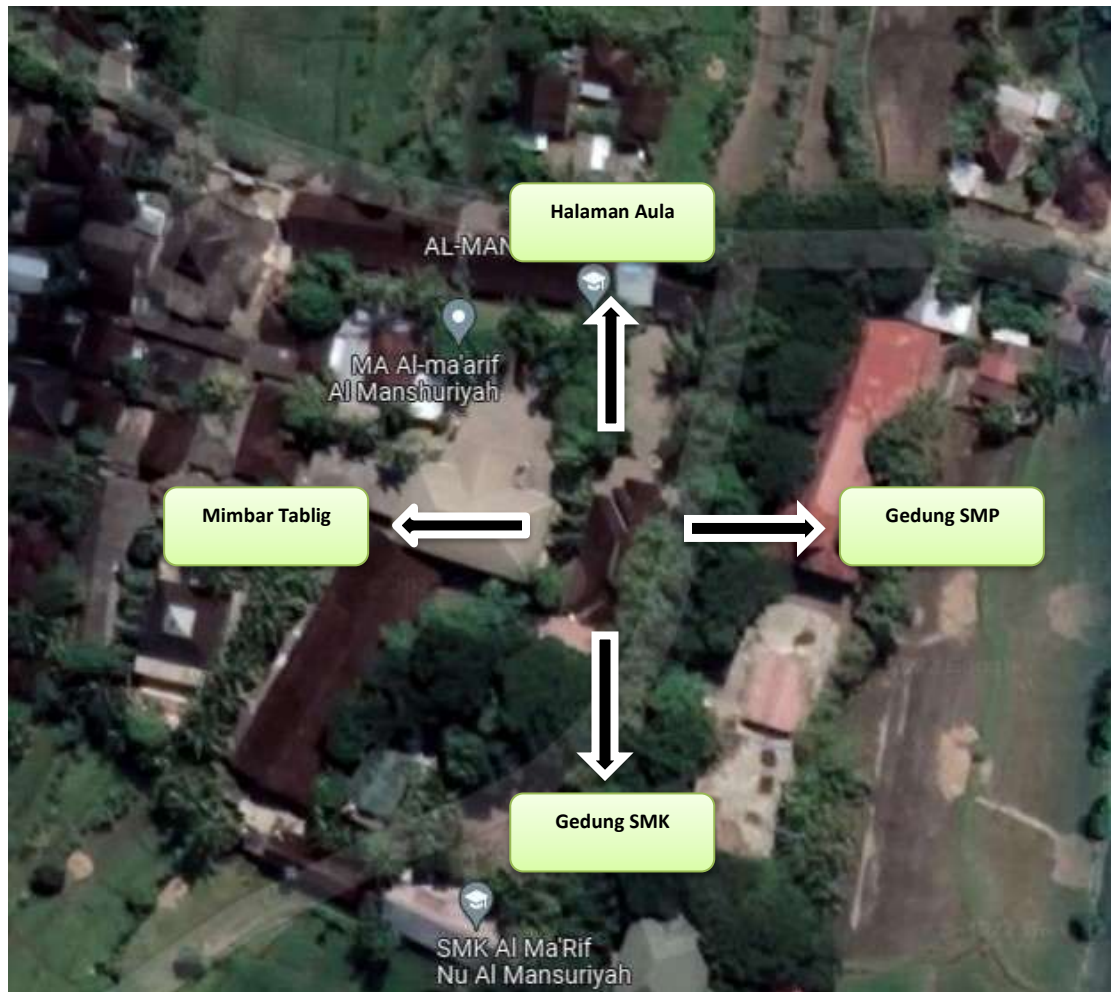 Halaman Aula
AL-MAN
MA Al-ma'arif
Al Manshuriyah
Mimbar Tablig
Gedung SMP
Gedung SMK
SMK Al Ma'Rif
Nu Al Mansuriyah